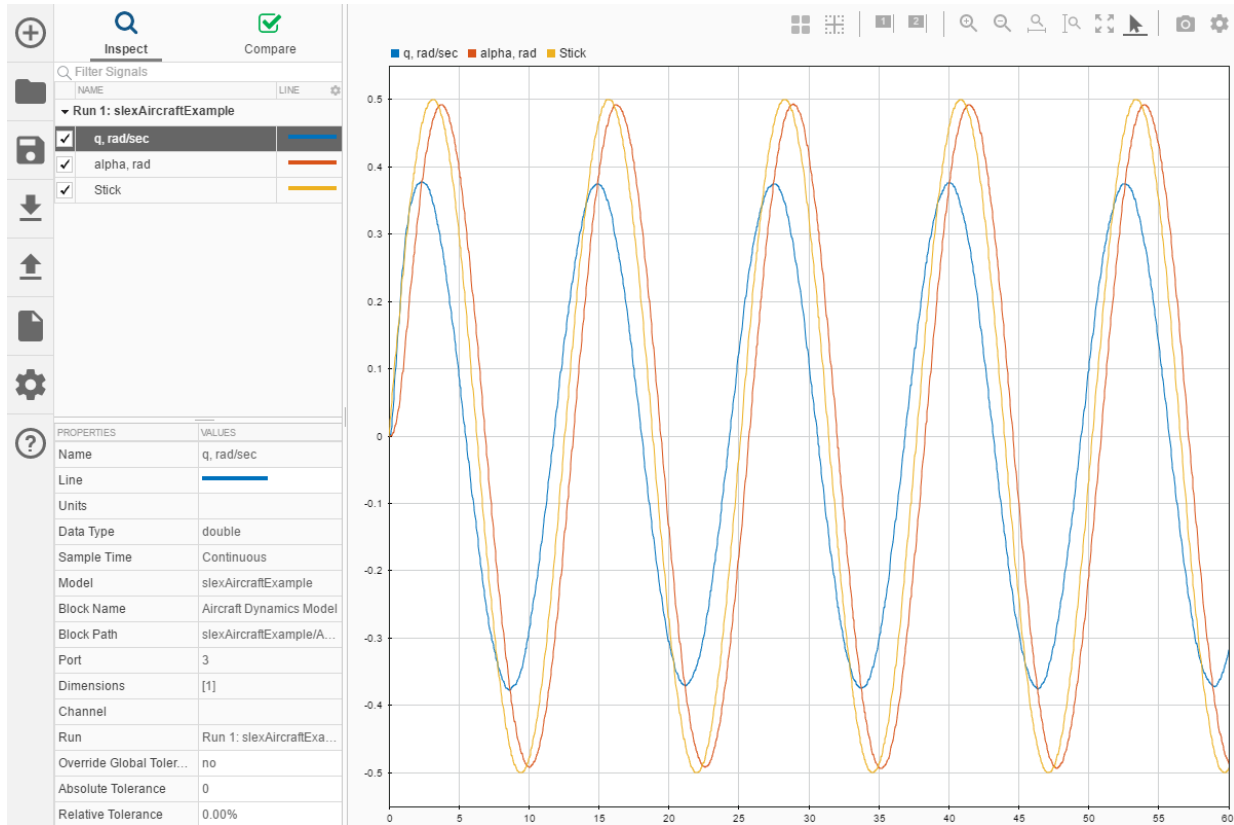 Inspect
Compare
Filter Signals
NAME LINE
Run 1: slexAircraftExample
q, rad/sec
alpha, rad
Stick
PROPERTIES VALUES
Name q, rad/sec
Line
Units
Data Type double
Sample Time Continuous
Model slexAircraftExample
Block Name Aircraft Dynamics Model
Block Path slexAircraftExample/A...
Port 3
Dimensions [1]
Channel
Run Run 1: slexAircraftExa...
Override Global Toler... no
Absolute Tolerance 0
Relative Tolerance 0.00%
1 2
q, rad/sec alpha, rad Stick
0.5
0.4
0.3
0.2
0.1
0
-0.1
-0.2
-0.3
-0.4
-0.5
0 5 10 15 20 25 30 35 40 45 50 55 60